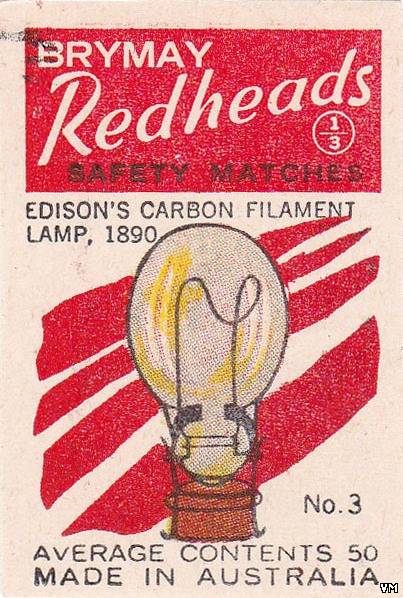 BRYMAY
Redheads
1/3
SAFETY MATCHES
EDISON'S CARBON FILAMENT
LAMP, 1890
No. 3
AVERAGE CONTENTS 50
MADE IN AUSTRALIA
VM